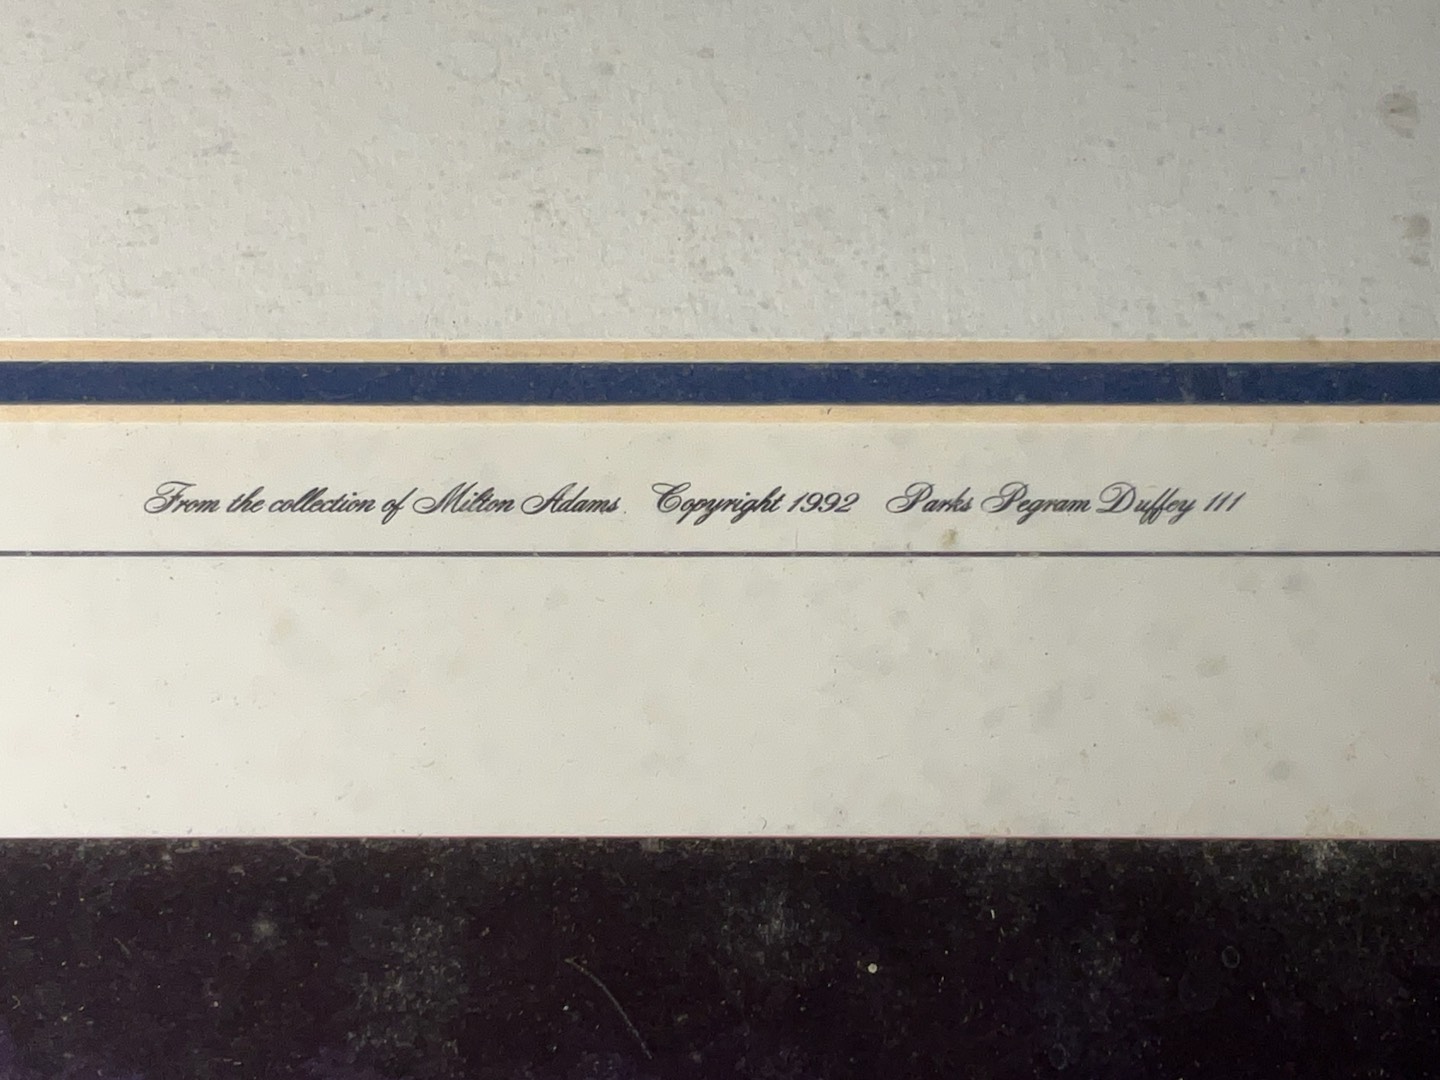 From the collection of Milton Adams. Copyright 1992 Parks Pegram Duffey 111